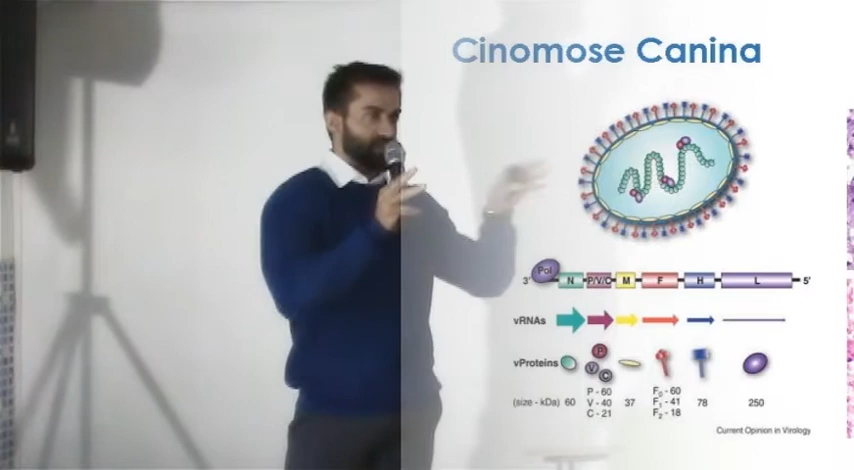 Cinomose Canina
Pol
3' N P/V/C M F H L 5'
vRNAs
vProteins
P
V C
(size - kDa) 60 P - 60 V - 40 C - 21 37 F0 - 60 F1 - 41 F2 - 18 78 250
Current Opinion in Virology